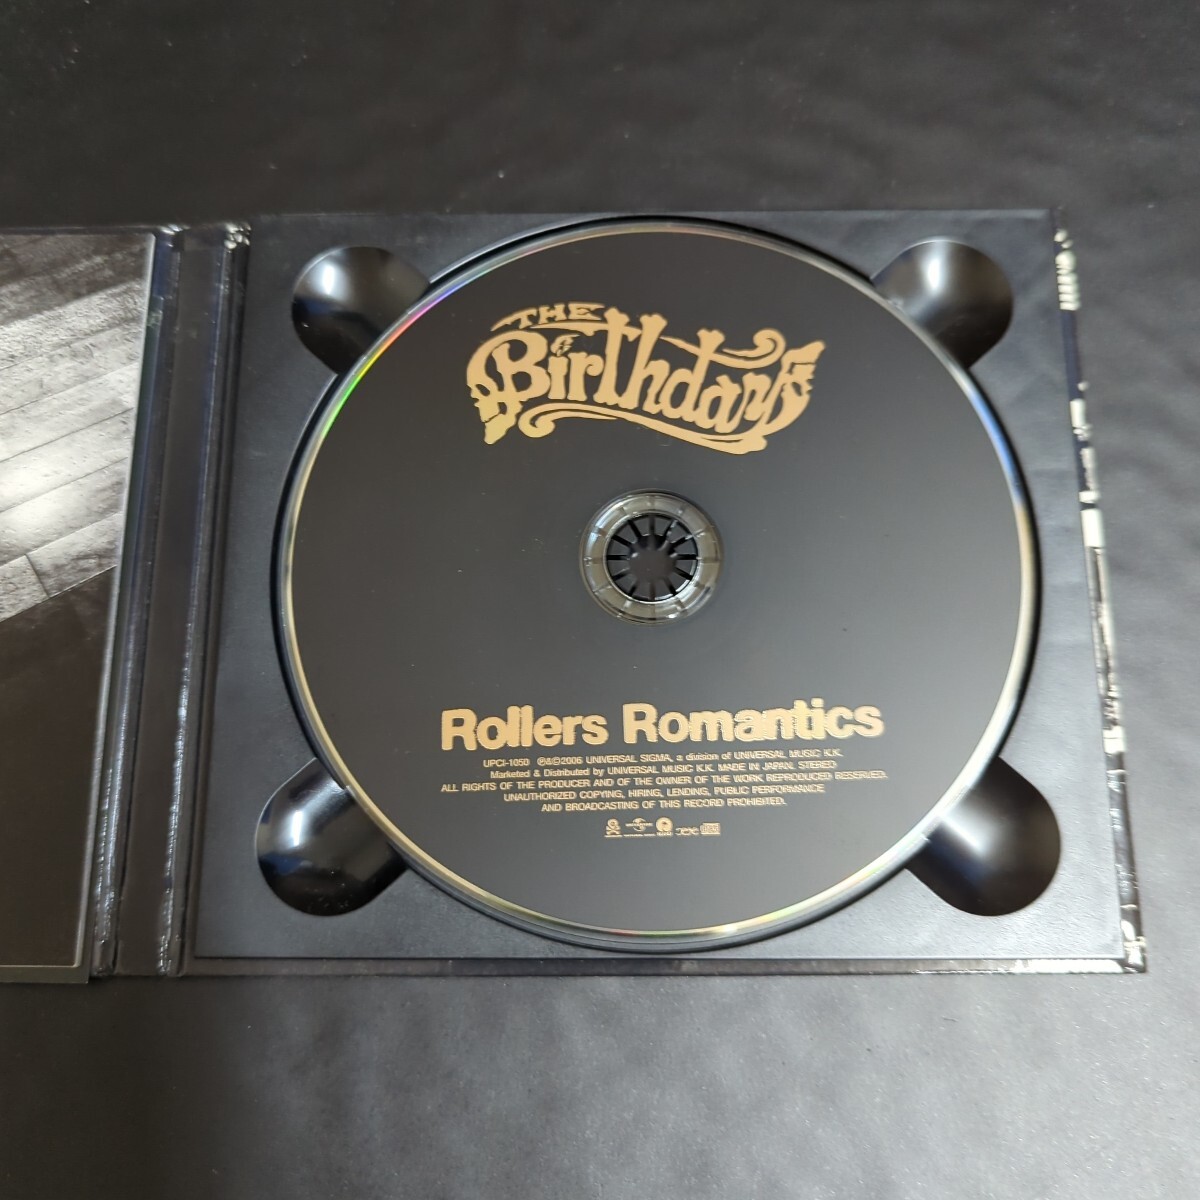 THE
Birthday
Rollers Romantics
UPCI-1050 ℗&©2006 UNIVERSAL SIGMA, a division of UNIVERSAL MUSIC K.K.
Marketed & Distributed by UNIVERSAL MUSIC K.K. MADE IN JAPAN. STEREO
ALL RIGHTS OF THE PRODUCER AND OF THE OWNER OF THE WORK REPRODUCED RESERVED.
UNAUTHORIZED COPYING, HIRING, LENDING, PUBLIC PERFORMANCE
AND BROADCASTING OF THIS RECORD PROHIBITED.